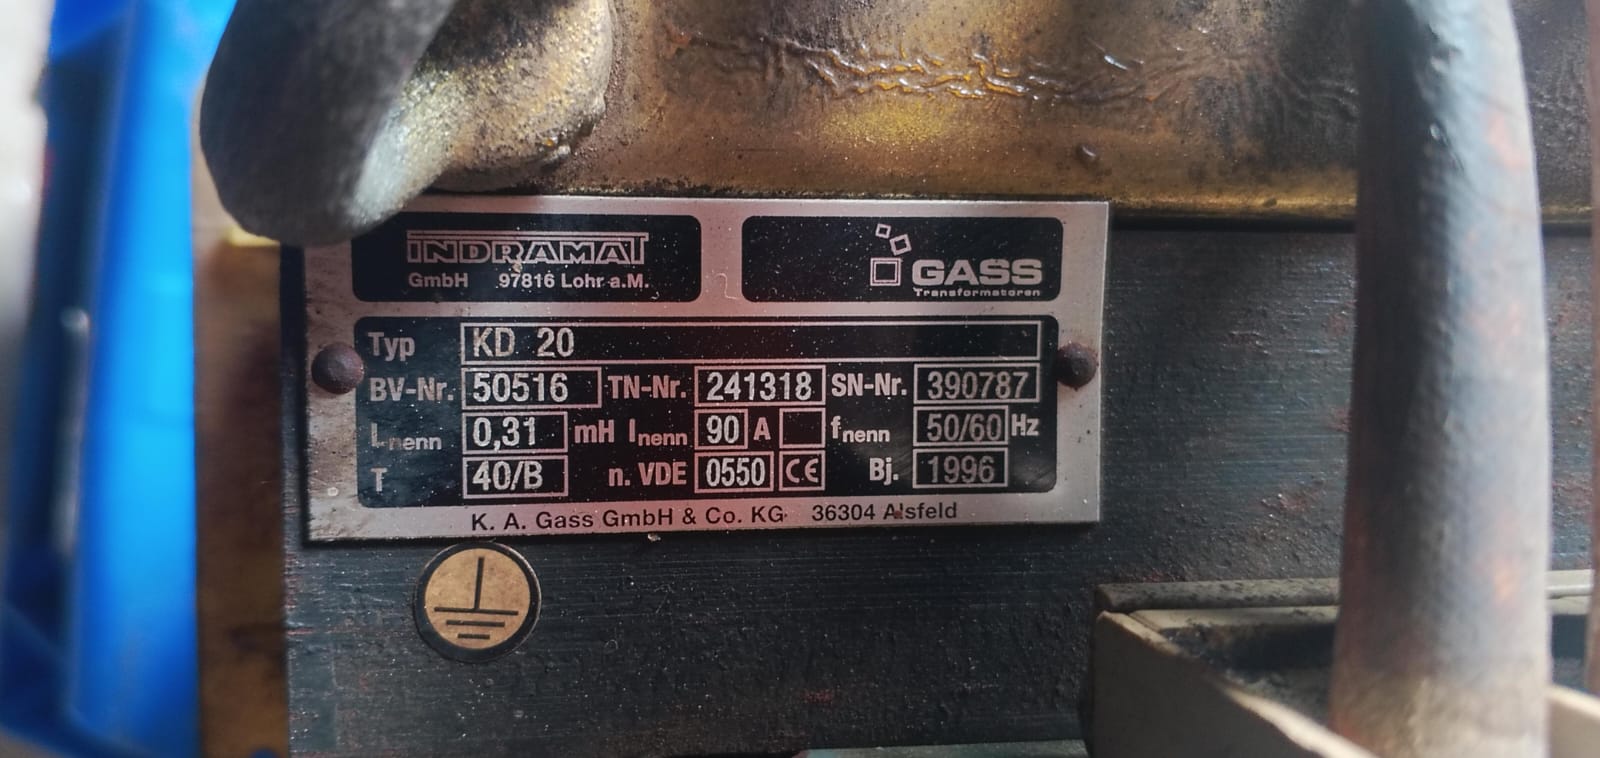 INDRAMAT
GmbH 97816 Lohr a.M.
GASS
Transformatoren
Typ KD 20
BV-Nr. 50516 TN-Nr. 241318 SN-Nr. 390787
Lnenn 0,31 mH Inenn 90 A fnenn 50/60 Hz
T 40/B n. VDE 0550 CE Bj. 1996
K. A. Gass GmbH & Co. KG 36304 Alsfeld